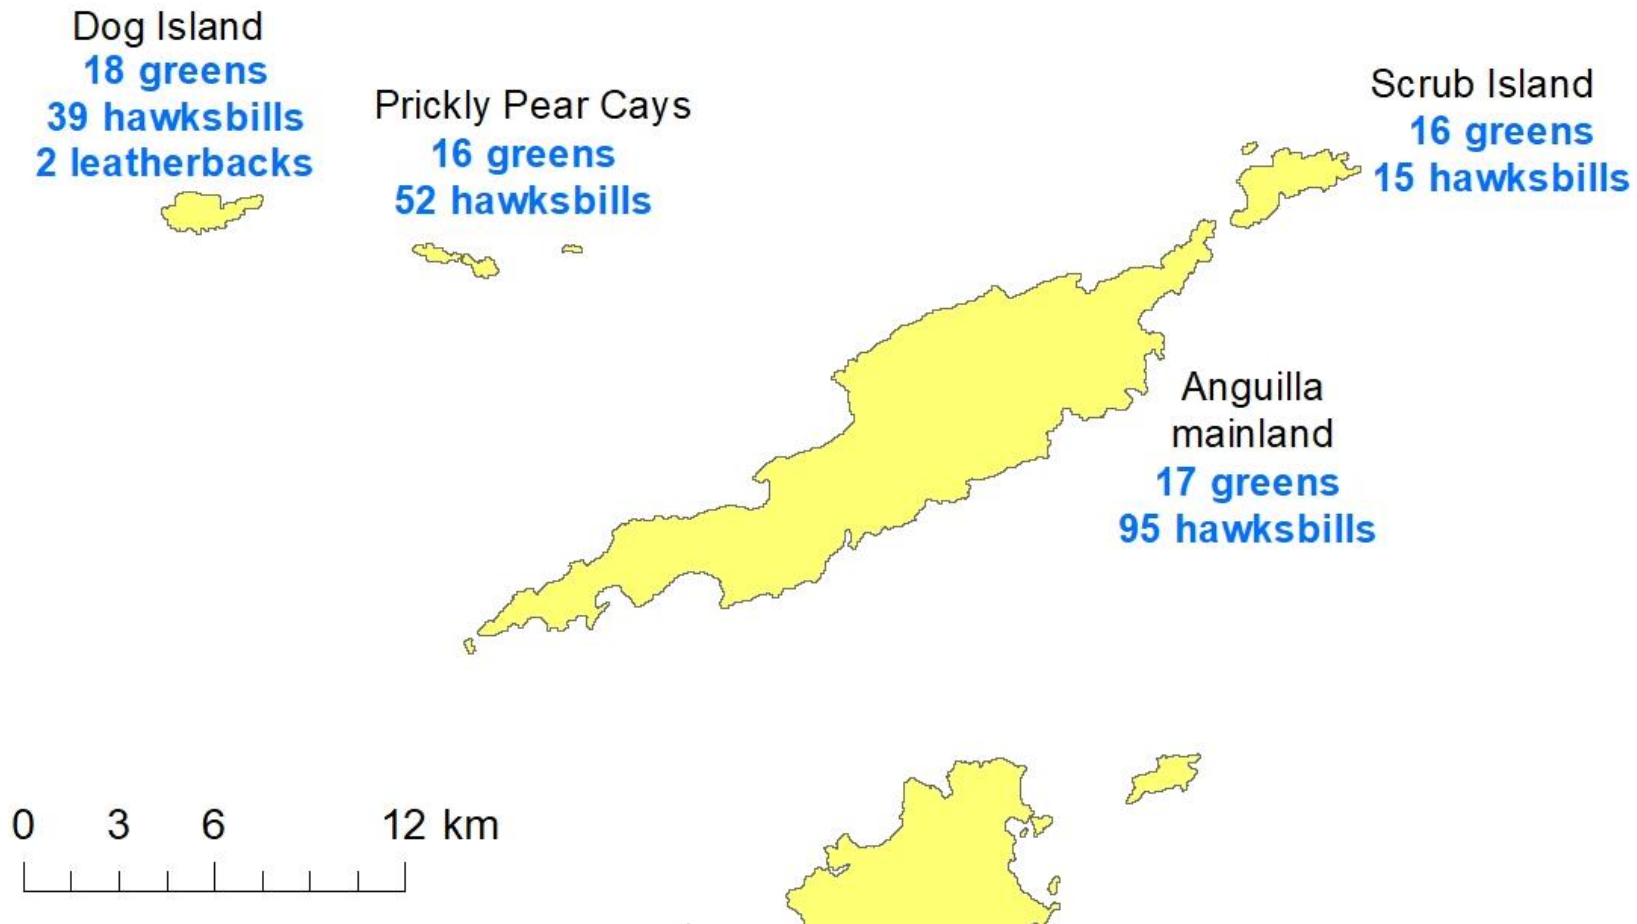 Dog Island
18 greens
39 hawksbills
2 leatherbacks
Prickly Pear Cays
16 greens
52 hawksbills
Scrub Island
16 greens
15 hawksbills
Anguilla
mainland
17 greens
95 hawksbills
0 3 6 12 km